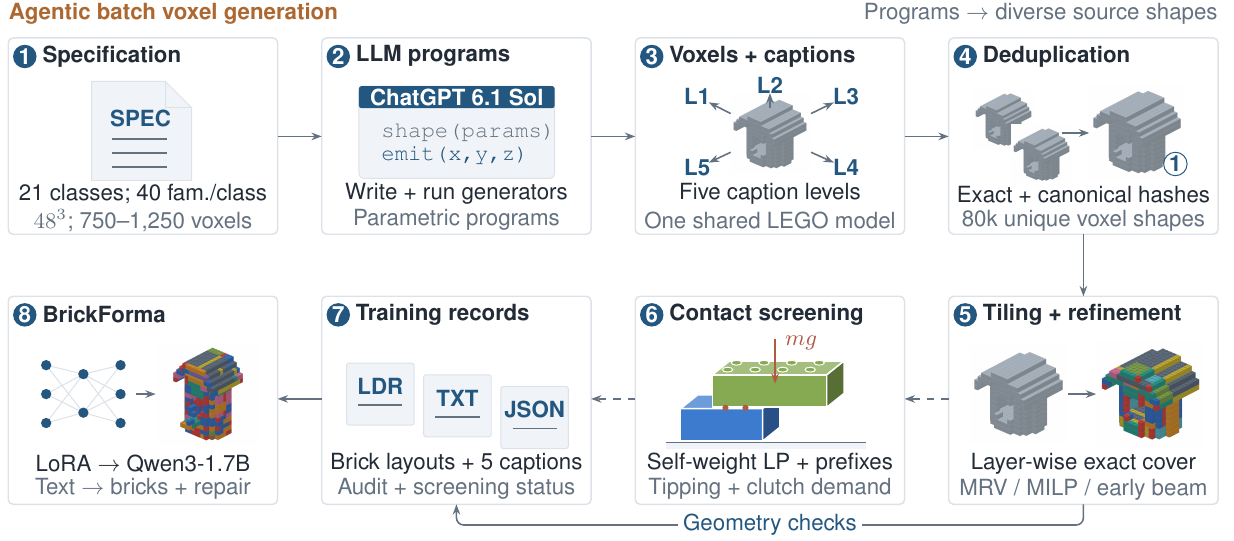 Agentic batch voxel generation
Programs → diverse source shapes
1 Specification
SPEC
21 classes; 40 fam./class
48³; 750–1,250 voxels
2 LLM programs
ChatGPT 6.1 Sol
shape(params)
emit(x,y,z)
Write + run generators
Parametric programs
3 Voxels + captions
L1
L2
L3
L5
L4
Five caption levels
One shared LEGO model
4 Deduplication
1
Exact + canonical hashes
80k unique voxel shapes
8 BrickForma
LoRA → Qwen3-1.7B
Text → bricks + repair
7 Training records
LDR
TXT
JSON
Brick layouts + 5 captions
Audit + screening status
6 Contact screening
mg
Self-weight LP + prefixes
Tipping + clutch demand
5 Tiling + refinement
Layer-wise exact cover
MRV / MILP / early beam
Geometry checks